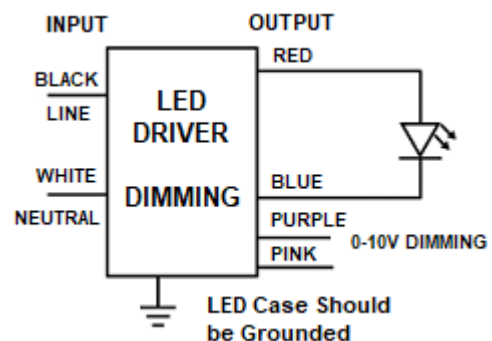 INPUT
OUTPUT
BLACK
LINE
WHITE
NEUTRAL
LED
DRIVER
DIMMING
RED
BLUE
PURPLE
PINK
0-10V DIMMING
LED Case Should
be Grounded